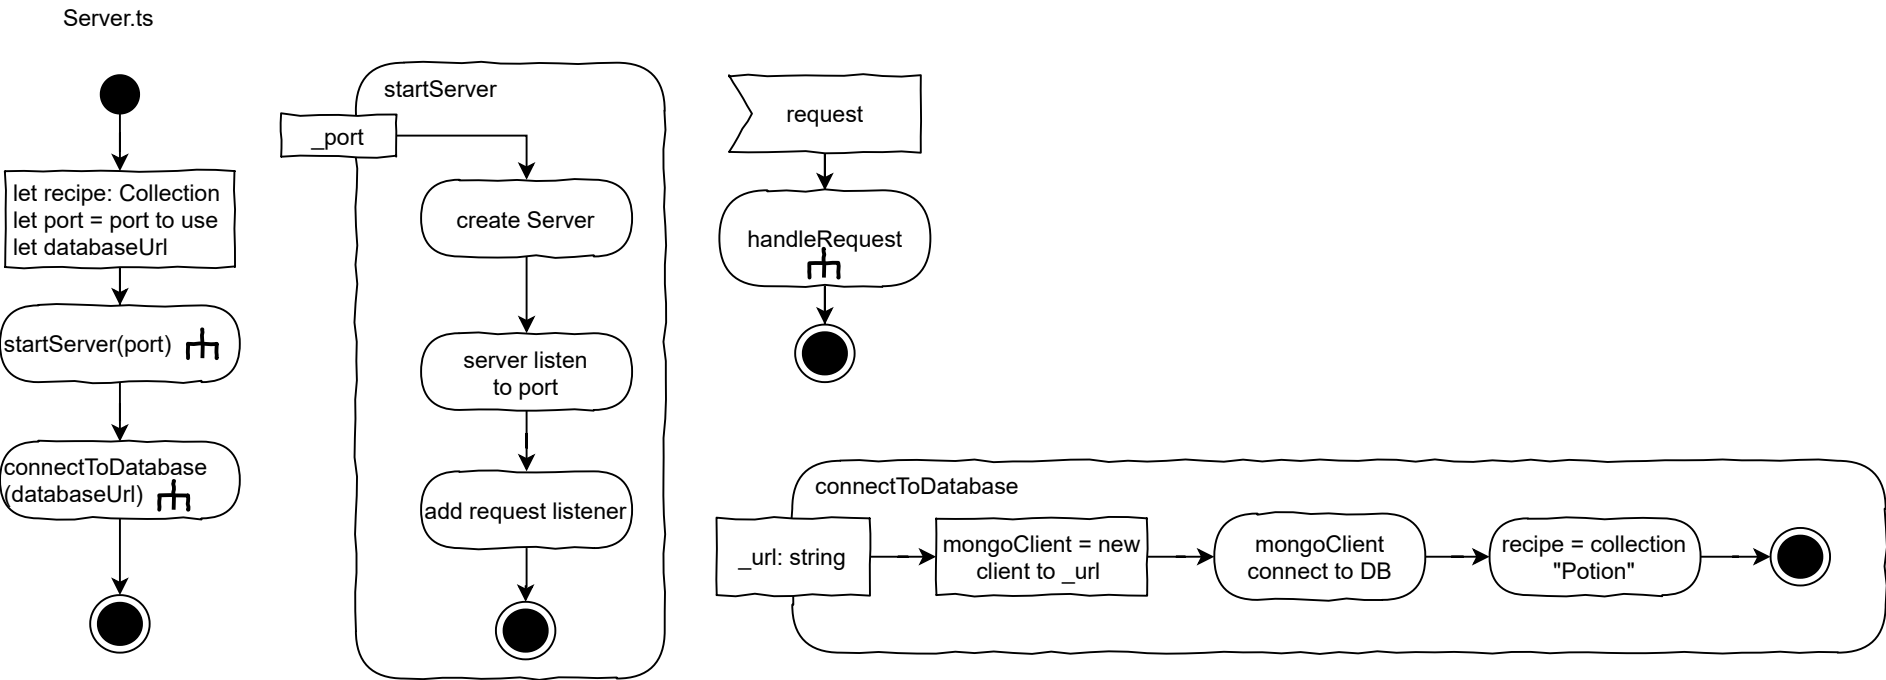 Server.ts
let recipe: Collection
let port = port to use
let databaseUrl
startServer(port)
connectToDatabase
(databaseUrl)
startServer
_port
create Server
server listen
to port
add request listener
request
handleRequest
connectToDatabase
_url: string
mongoClient = new
client to _url
mongoClient
connect to DB
recipe = collection
"Potion"